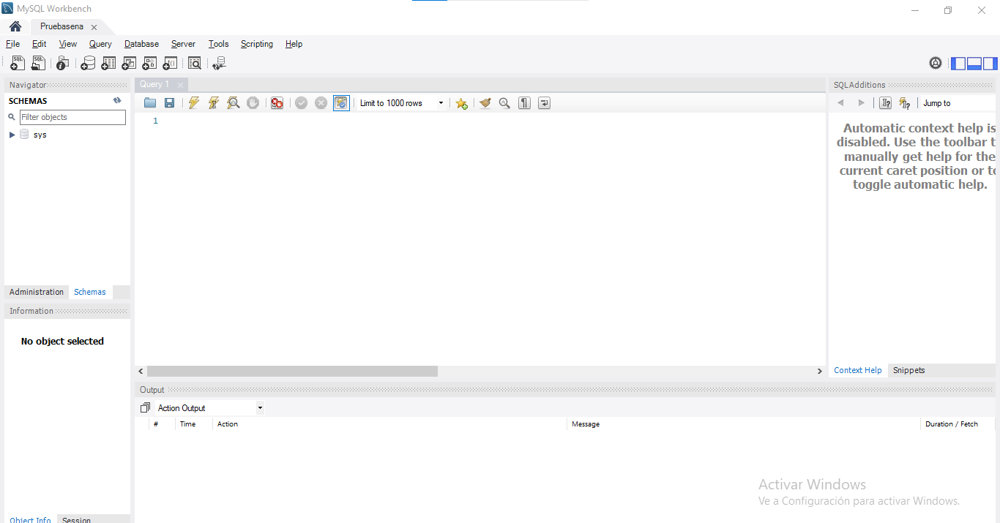 MySQL Workbench
Pruebasena
File Edit View Query Database Server Tools Scripting Help
Navigator
SCHEMAS
Filter objects
sys
Administration Schemas
Information
No object selected
Object Info Session
Query 1
Limit to 1000 rows
1
Output
Action Output
# Time Action Message Duration / Fetch
SQLAdditions
Jump to
Automatic context help is
disabled. Use the toolbar t
manually get help for the
current caret position or to
toggle automatic help.
Context Help Snippets
Activar Windows
Ve a Configuración para activar Windows.